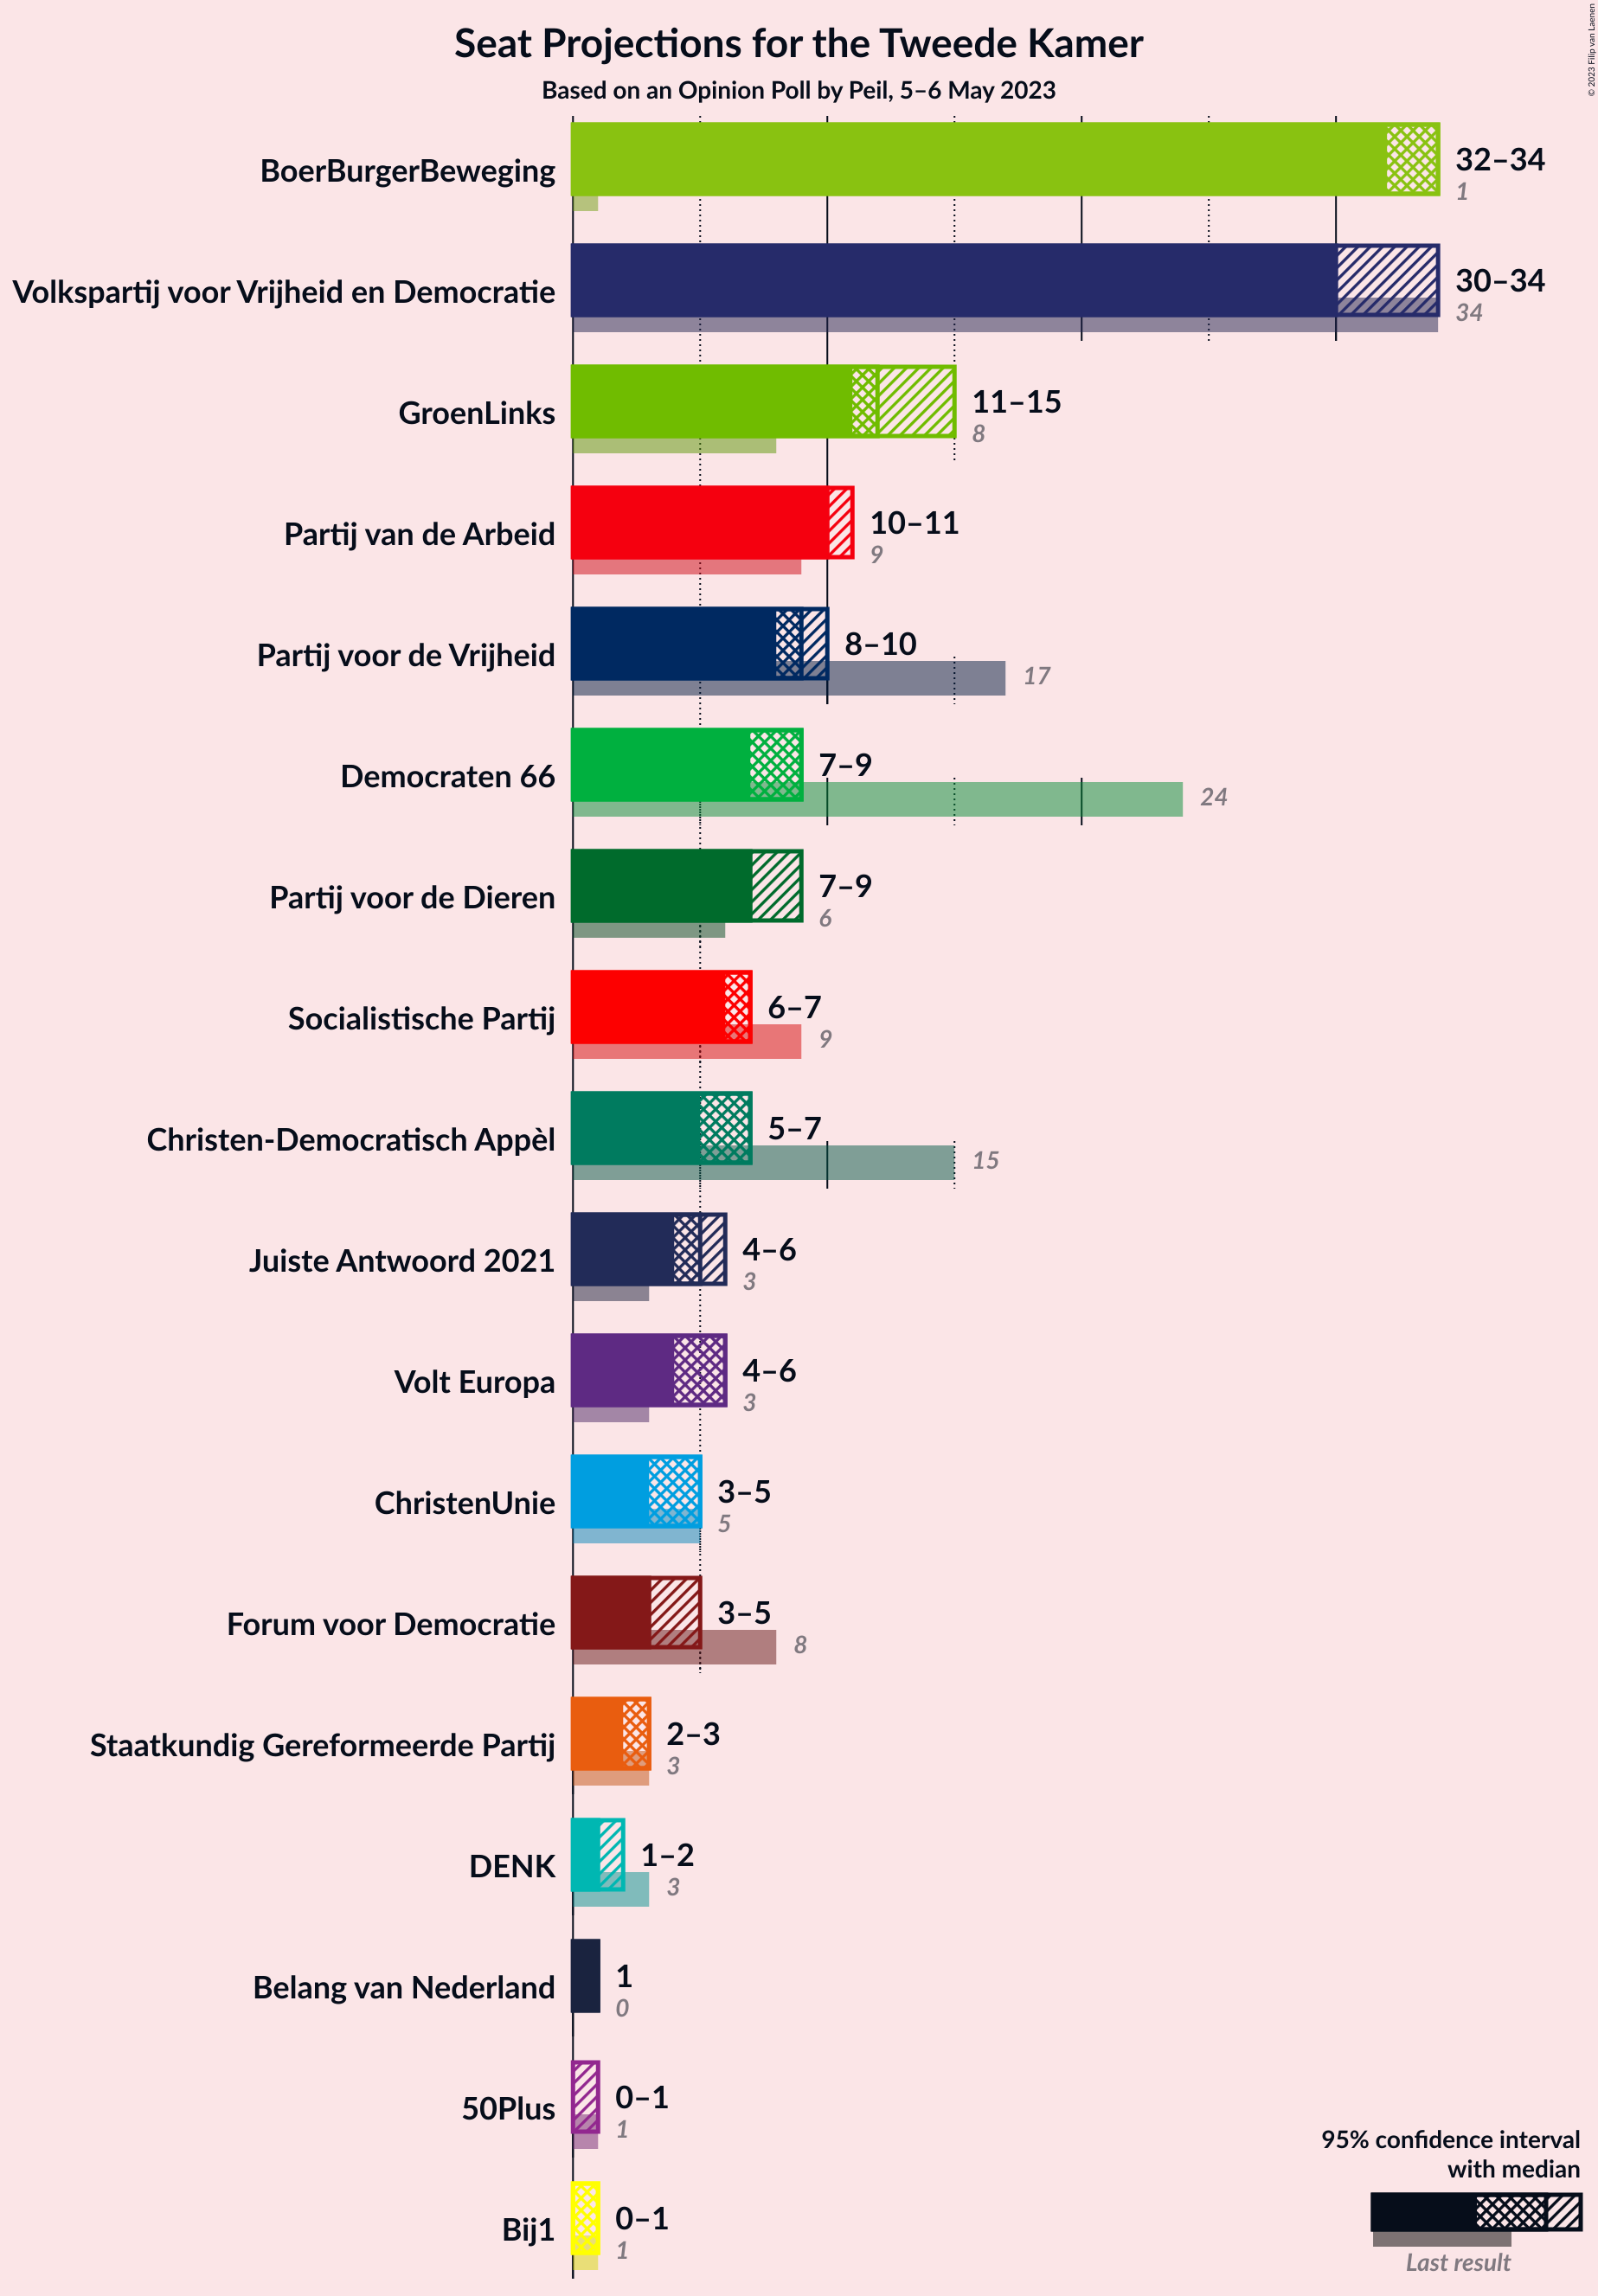 Seat Projections for the Tweede Kamer
Based on an Opinion Poll by Peil, 5–6 May 2023
© 2023 Filip van Laenen
BoerBurgerBeweging
32–34
1
Volkspartij voor Vrijheid en Democratie
30–34
34
GroenLinks
11–15
8
Partij van de Arbeid
10–11
9
Partij voor de Vrijheid
8–10
17
Democraten 66
7–9
24
Partij voor de Dieren
7–9
6
Socialistische Partij
6–7
9
Christen-Democratisch Appèl
5–7
15
Juiste Antwoord 2021
4–6
3
Volt Europa
4–6
3
ChristenUnie
3–5
5
Forum voor Democratie
3–5
8
Staatkundig Gereformeerde Partij
2–3
3
DENK
1–2
3
Belang van Nederland
1
0
50Plus
0–1
1
Bij1
0–1
1
95% confidence interval
with median
Last result